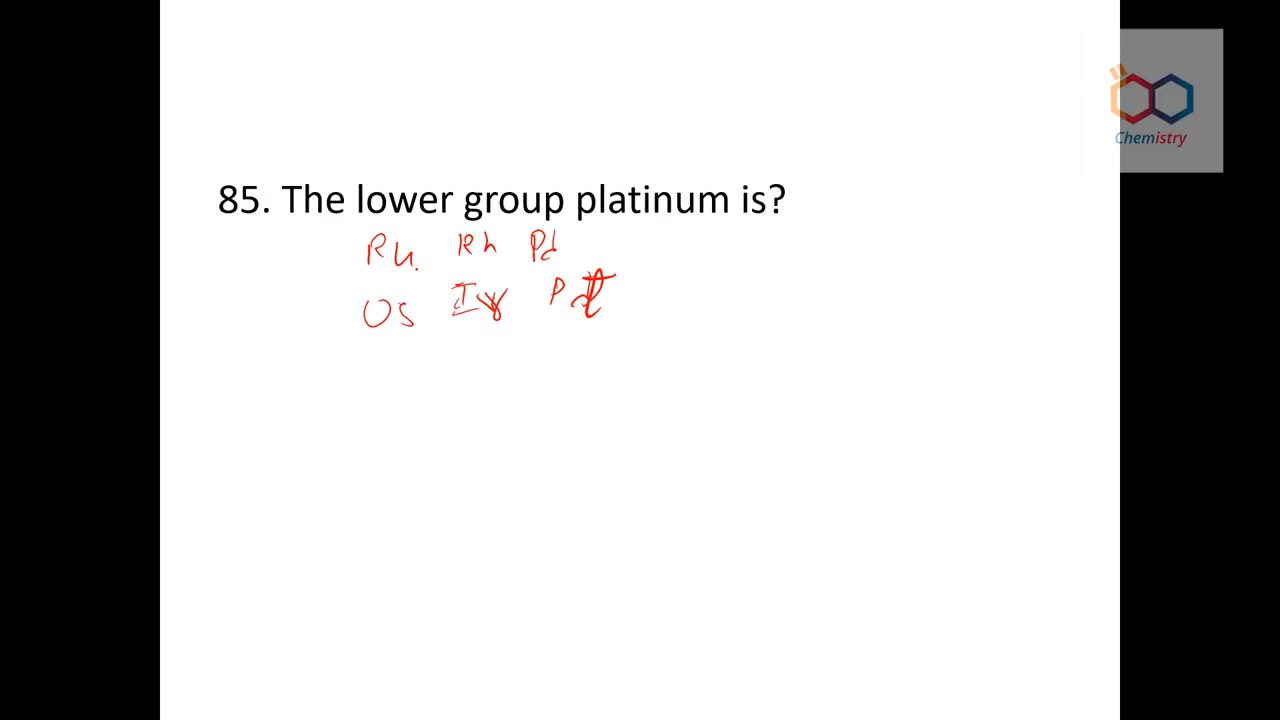 Chemistry
85. The lower group platinum is?
Ru Rh Pd
Os Ir Pt